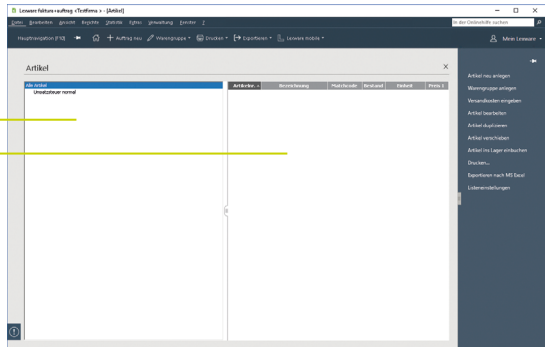 Lexware faktura+auftrag <Testfirma > - [Artikel]
Datei Bearbeiten Ansicht Berichte Statistik Extras Verwaltung Fenster ?
In der Onlinehilfe suchen
Hauptnavigation (F10) Auftrag neu Warengruppe Drucken Exportieren Lexware mobile Mein Lexware
Artikel
Alle Artikel
Umsatzsteuer normal
Artikelnr. Bezeichnung Matchcode Bestand Einheit Preis 1
Artikel neu anlegen
Warengruppe anlegen
Versandkosten eingeben
Artikel bearbeiten
Artikel duplizieren
Artikel verschieben
Artikel ins Lager einbuchen
Drucken...
Exportieren nach MS Excel
Listeneinstellungen